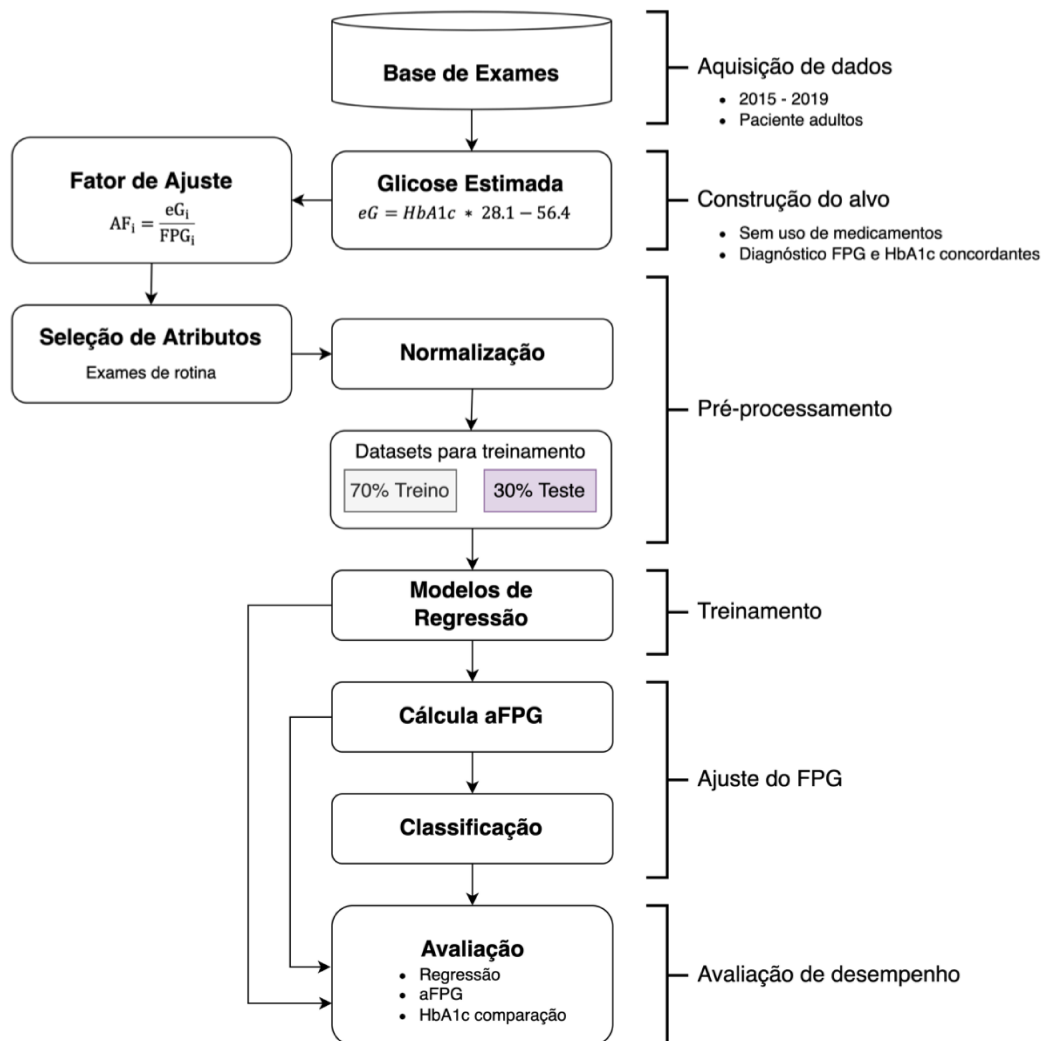 Base de Exames
Aquisição de dados
• 2015 - 2019
• Paciente adultos
Fator de Ajuste
AFᵢ = eGᵢ / FPGᵢ
Glicose Estimada
eG = HbA1c * 28.1 − 56.4
Construção do alvo
• Sem uso de medicamentos
• Diagnóstico FPG e HbA1c concordantes
Seleção de Atributos
Exames de rotina
Normalização
Datasets para treinamento
70% Treino
30% Teste
Pré-processamento
Modelos de
Regressão
Treinamento
Cálcula aFPG
Classificação
Ajuste do FPG
Avaliação
• Regressão
• aFPG
• HbA1c comparação
Avaliação de desempenho